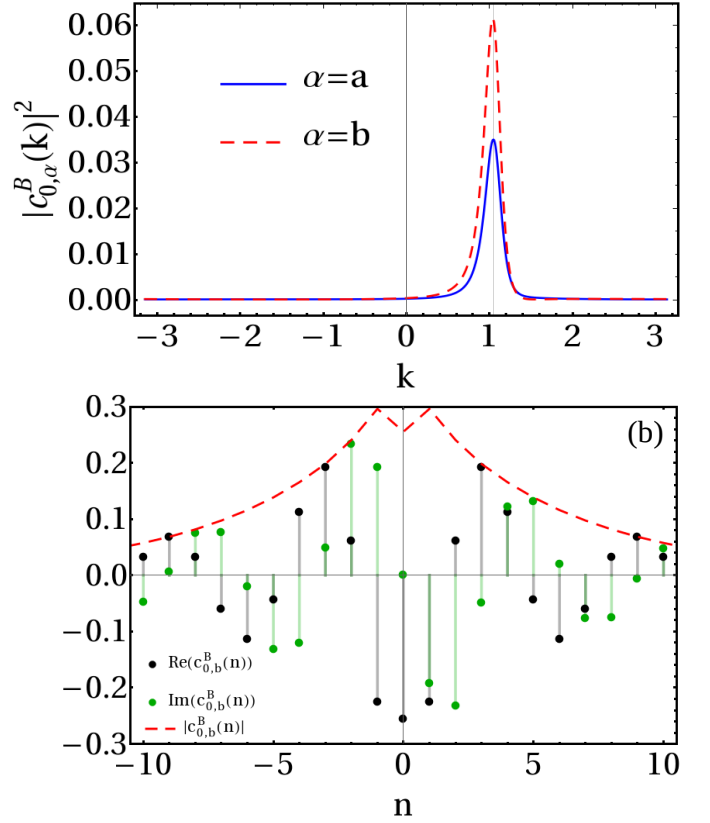 0.06
0.05
0.04
0.03
0.02
0.01
0.00
|c^B_{0,α}(k)|^2
α=a
α=b
−3 −2 −1 0 1 2 3
k
0.3
0.2
0.1
0.0
−0.1
−0.2
−0.3
(b)
Re(c^B_{0,b}(n))
Im(c^B_{0,b}(n))
|c^B_{0,b}(n)|
−10 −5 0 5 10
n